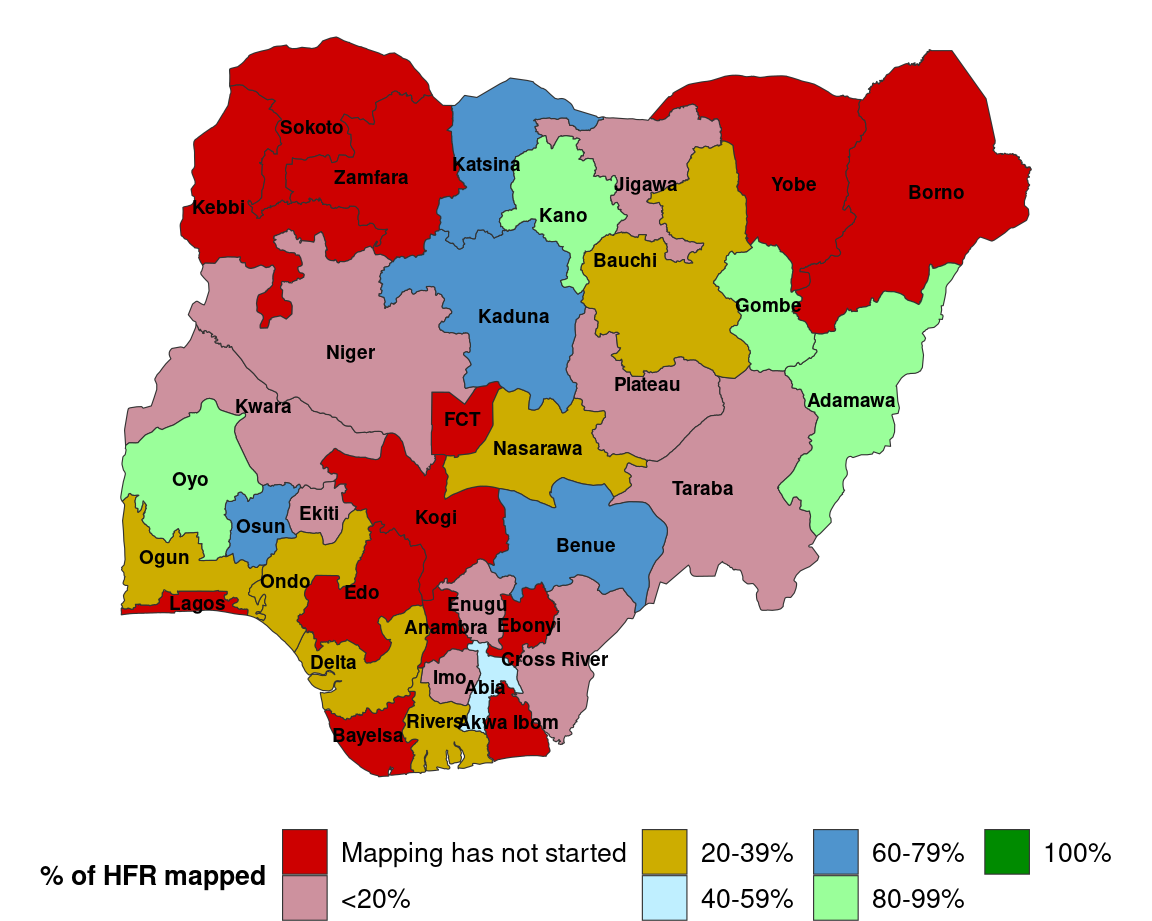 Sokoto
Katsina
Zamfara
Jigawa
Yobe
Borno
Kebbi
Kano
Bauchi
Gombe
Kaduna
Niger
Plateau
Adamawa
Kwara
FCT
Nasarawa
Oyo
Taraba
Ekiti
Kogi
Osun
Benue
Ogun
Ondo
Edo
Lagos
Enugu
Anambra
Ebonyi
Delta
Cross River
Imo
Abia
Rivers
Akwa Ibom
Bayelsa
% of HFR mapped
Mapping has not started
<20%
20-39%
40-59%
60-79%
80-99%
100%